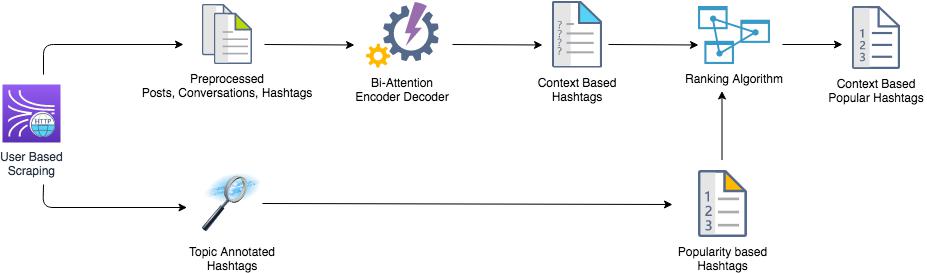 Preprocessed
Posts, Conversations, Hashtags
Bi-Attention
Encoder Decoder
?
?
?
?
Context Based
Hashtags
Ranking Algorithm
1
2
3
Context Based
Popular Hashtags
HTTP
User Based
Scraping
Topic Annotated
Hashtags
1
2
3
Popularity based
Hashtags